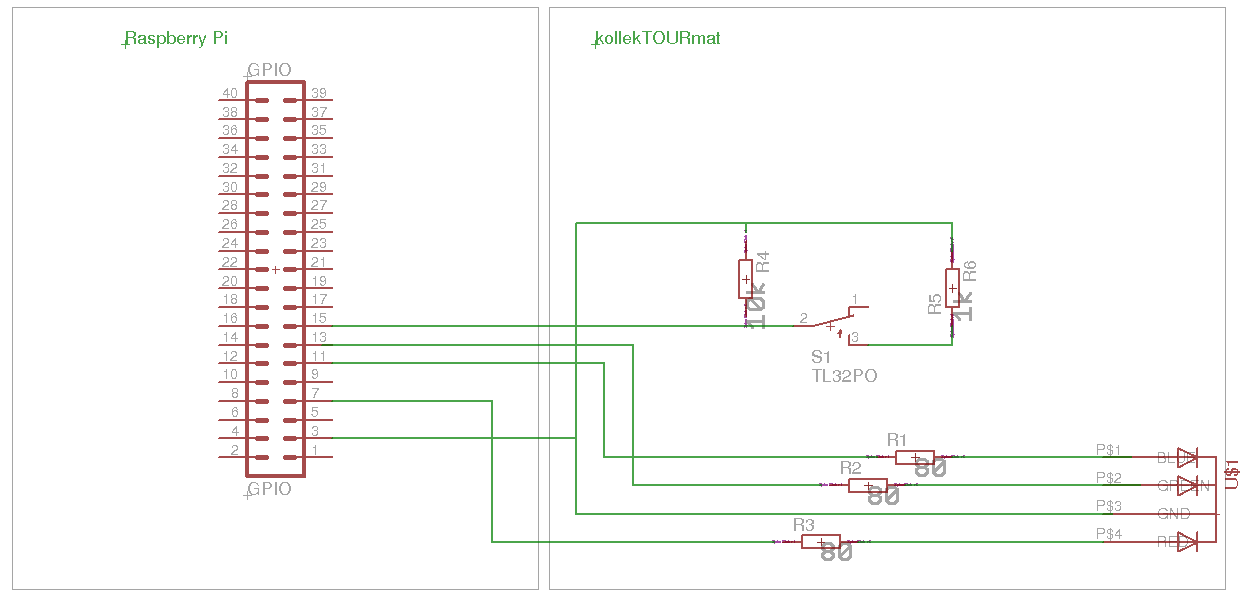 Raspberry Pi
kollekTOURmat
GPIO
40 39
38 37
36 35
34 33
32 31
30 29
28 27
26 25
24 23
22 21
20 19
18 17
16 15
14 13
12 11
10 9
8 7
6 5
4 3
2 1
GPIO
R4
10k
R6
R5
1k
1
2
3
S1
TL32PO
R1
80
P$1
BLUE
R2
80
P$2
GREEN
P$3
GND
R3
80
P$4
RED
U$1